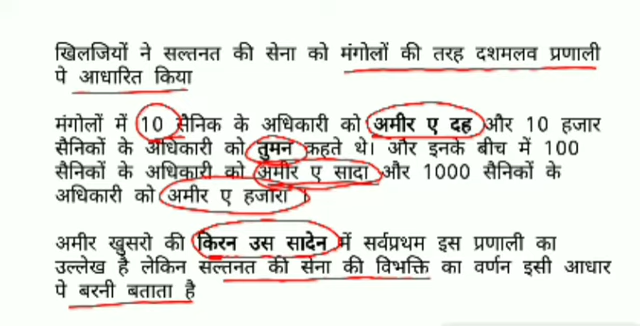 खिलजियों ने सल्तनत की सेना को मंगोलों की तरह दशमलव प्रणाली
पे आधारित किया
मंगोलों में 10 सैनिक के अधिकारी को अमीर ए दह और 10 हजार
सैनिकों के अधिकारी को तुमन कहते थे। और इनके बीच में 100
सैनिकों के अधिकारी को अमीर ए सादा और 1000 सैनिकों के
अधिकारी को अमीर ए हजारा ।
अमीर खुसरो की किरन उस सादेन में सर्वप्रथम इस प्रणाली का
उल्लेख है लेकिन सल्तनत की सेना की विभक्ति का वर्णन इसी आधार
पे बरनी बताता है